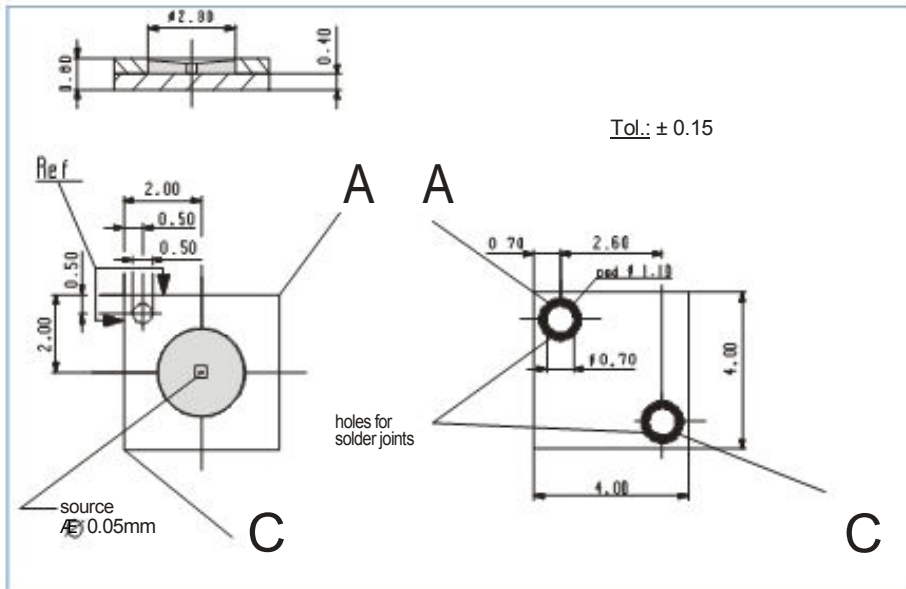 ø2.80
0.80
0.40
Tol.: ± 0.15
Ref
A
A
2.00
0.50
0.50
0.50
2.00
0.70
2.60
pad ø 1.10
ø0.70
4.00
4.00
holes for
solder joints
source
Æ 0.05mm
C
C